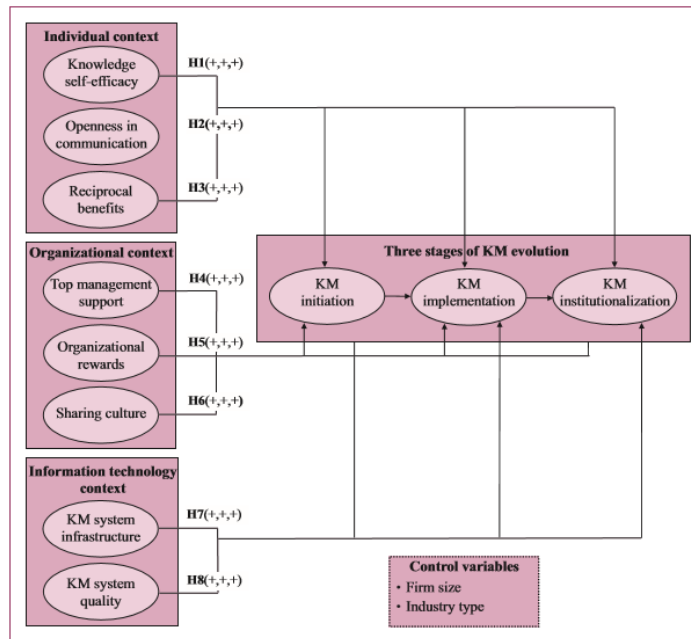 Individual context
Knowledge
self-efficacy
H1(+,+,+)
Openness in
communication
H2(+,+,+)
Reciprocal
benefits
H3(+,+,+)
Organizational context
Top management
support
H4(+,+,+)
Organizational
rewards
H5(+,+,+)
Sharing culture
H6(+,+,+)
Three stages of KM evolution
KM
initiation
KM
implementation
KM
institutionalization
Information technology
context
KM system
infrastructure
H7(+,+,+)
KM system
quality
H8(+,+,+)
Control variables
• Firm size
• Industry type